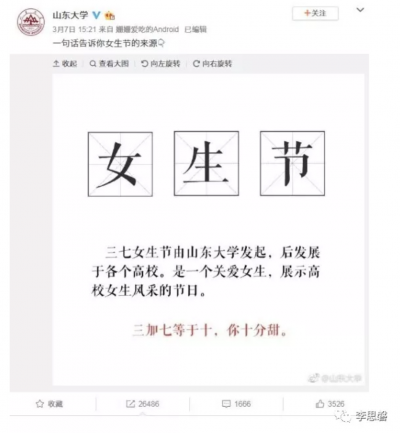 山东大学
+关注
3月7日 15:21 来自 姗姗爱吃的Android 已编辑
一句话告诉你女生节的来源
收起 查看大图 向左旋转 向右旋转
女生节
三七女生节由山东大学发起，后发展
于各个高校。是一个关爱女生，展示高
校女生风采的节日。
三加七等于十，你十分甜。
@山东大学
收藏 26486 1666 3526
李思磐